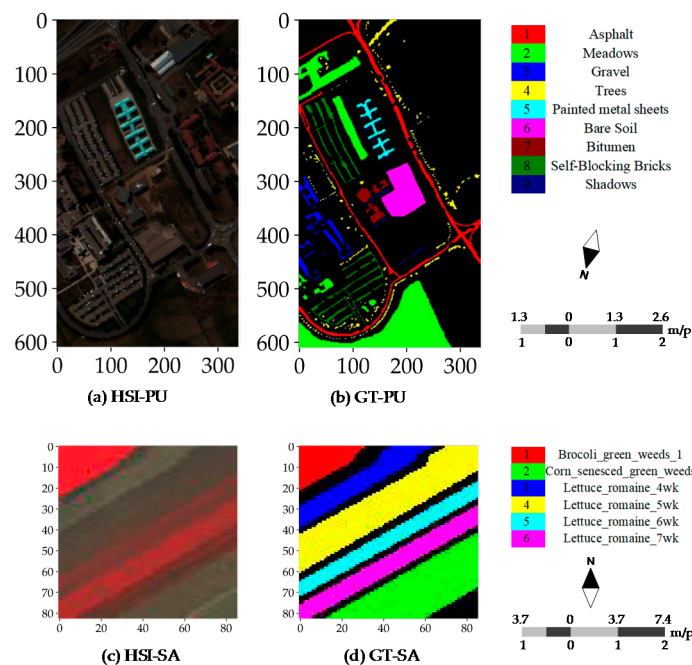 0
100
200
300
400
500
600
0 100 200 300
(a) HSI-PU
0
100
200
300
400
500
600
0 100 200 300
(b) GT-PU
1 Asphalt
2 Meadows
3 Gravel
4 Trees
5 Painted metal sheets
6 Bare Soil
7 Bitumen
8 Self-Blocking Bricks
9 Shadows
N
1.3 0 1.3 2.6 m/p
1 0 1 2
0
10
20
30
40
50
60
70
80
0 20 40 60 80
(c) HSI-SA
0
10
20
30
40
50
60
70
80
0 20 40 60 80
(d) GT-SA
1 Brocoli_green_weeds_1
2 Corn_senesced_green_weeds
3 Lettuce_romaine_4wk
4 Lettuce_romaine_5wk
5 Lettuce_romaine_6wk
6 Lettuce_romaine_7wk
N
3.7 0 3.7 7.4 m/p
1 0 1 2